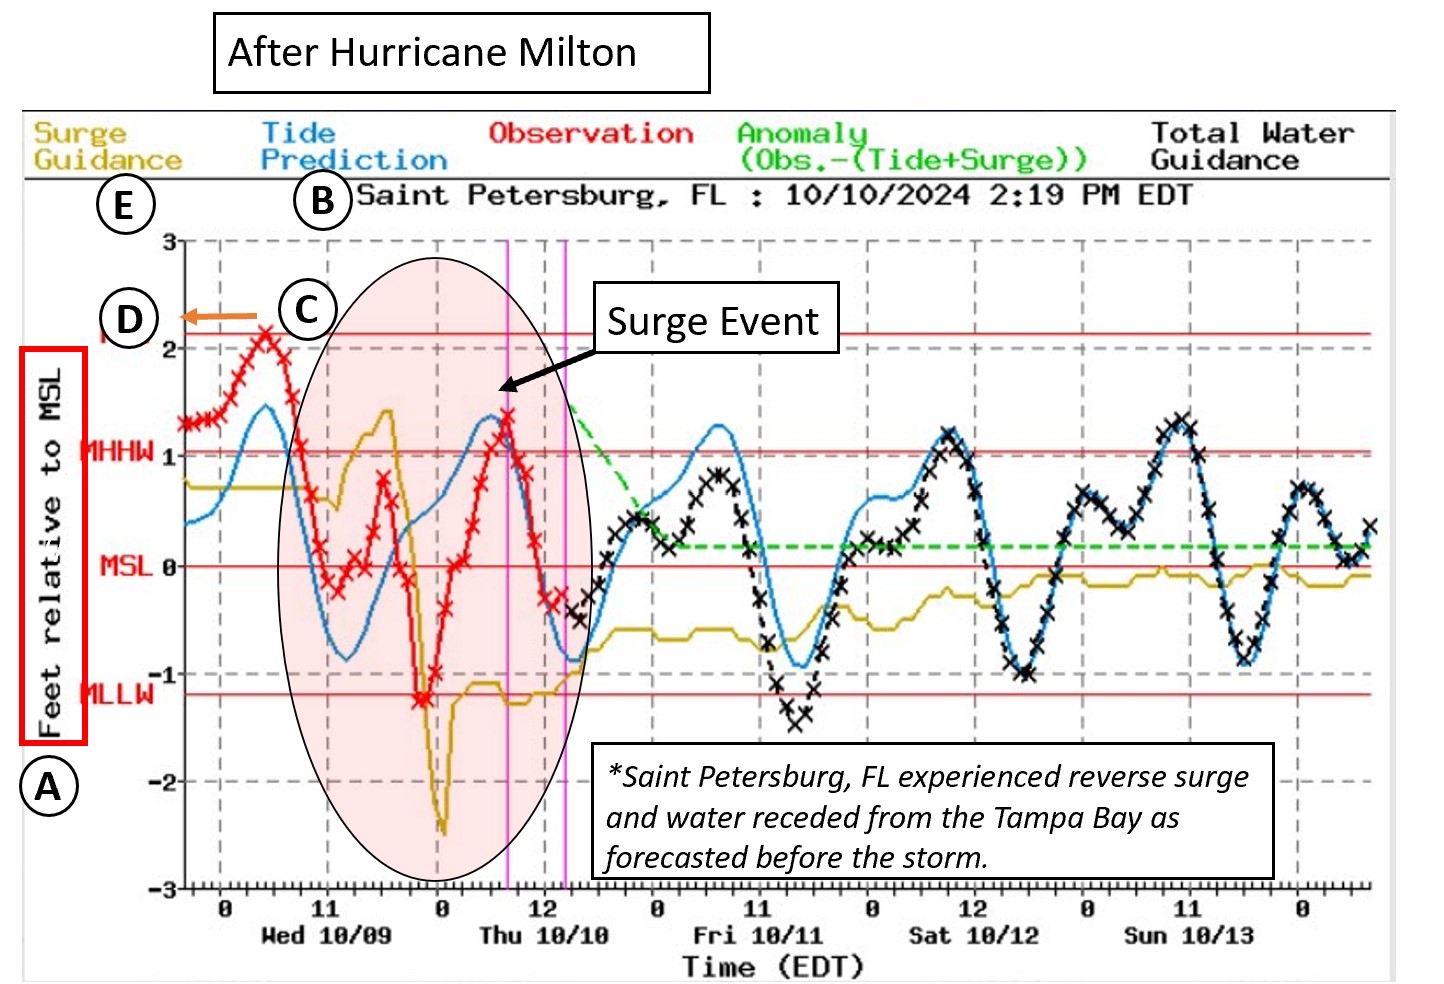 After Hurricane Milton
Surge Guidance
Tide Prediction
Observation
Anomaly (Obs.-(Tide+Surge))
Total Water Guidance
E
B
Saint Petersburg, FL : 10/10/2024 2:19 PM EDT
3
C
D
2
Surge Event
Feet relative to MSL
MHHW
1
MSL
0
-1
MLLW
A
-2
*Saint Petersburg, FL experienced reverse surge
and water receded from the Tampa Bay as
forecasted before the storm.
-3
0 11 0 12 0 11 0 12 0 11 0
Wed 10/09 Thu 10/10 Fri 10/11 Sat 10/12 Sun 10/13
Time (EDT)